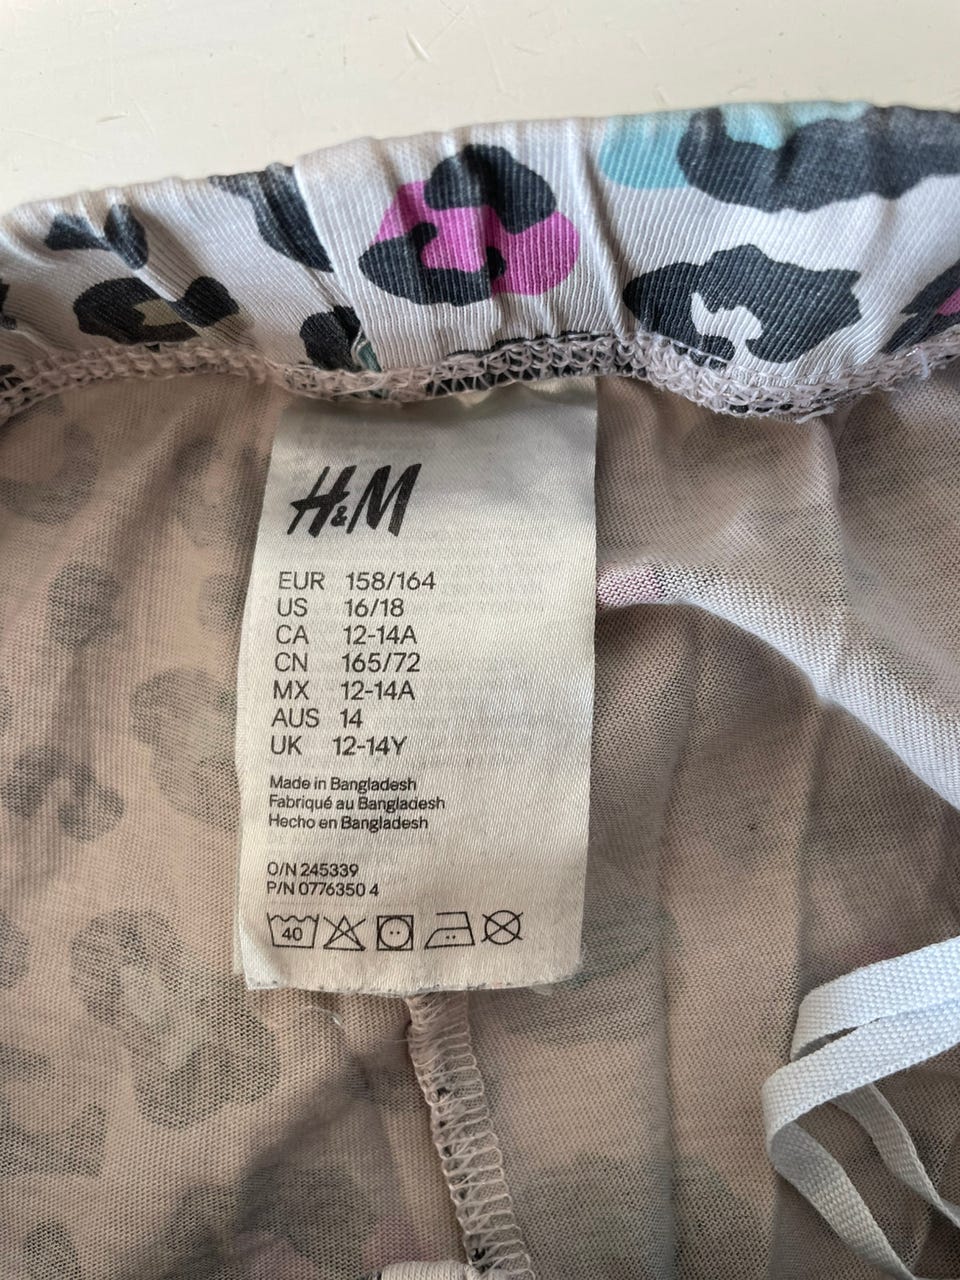 H&M
EUR 158/164
US 16/18
CA 12-14A
CN 165/72
MX 12-14A
AUS 14
UK 12-14Y
Made in Bangladesh
Fabriqué au Bangladesh
Hecho en Bangladesh
O/N 245339
P/N 0776350 4
40